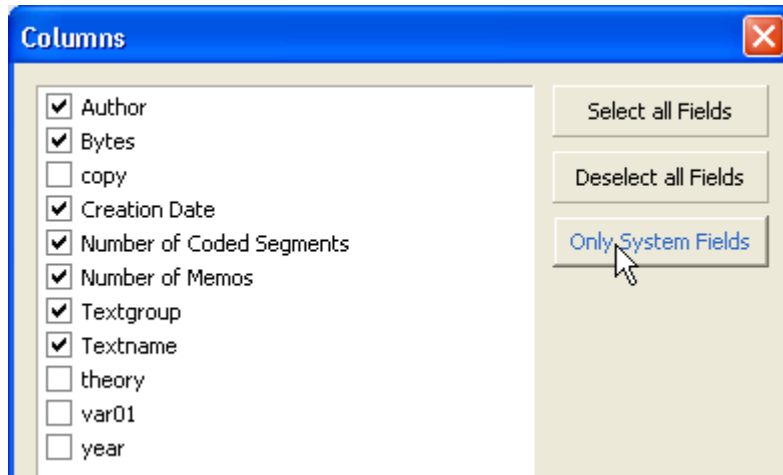 Columns
Author
Bytes
copy
Creation Date
Number of Coded Segments
Number of Memos
Textgroup
Textname
theory
var01
year
Select all Fields
Deselect all Fields
Only System Fields